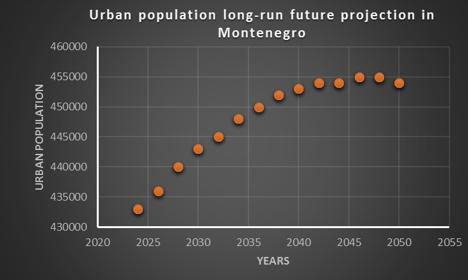 Urban population long-run future projection in
Montenegro
460000
455000
450000
445000
440000
435000
430000
URBAN POPULATION
2020 2025 2030 2035 2040 2045 2050 2055
YEARS